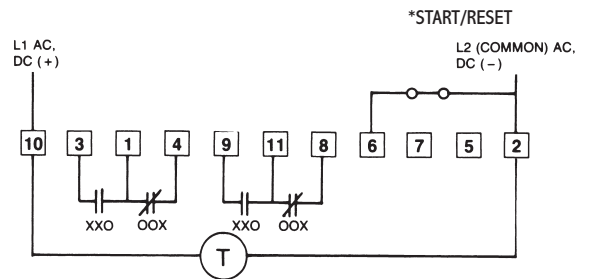 *START/RESET
L1 AC,
DC (+)
L2 (COMMON) AC,
DC (−)
10 3 1 4 9 11 8 6 7 5 2
XXO OOX XXO OOX
T